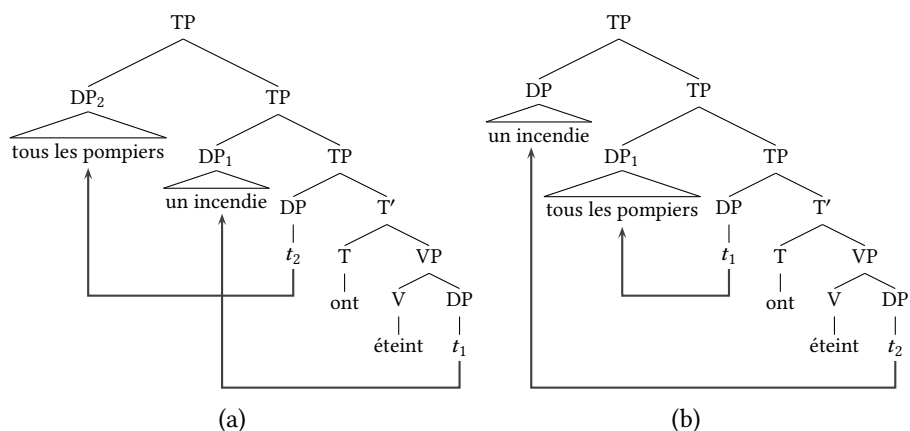 TP
DP₂ TP
tous les pompiers
DP₁ TP
un incendie
DP T′
t₂ T VP
ont V DP
éteint t₁
(a)
TP
DP TP
un incendie
DP₁ TP
tous les pompiers
DP T′
t₁ T VP
ont V DP
éteint t₂
(b)